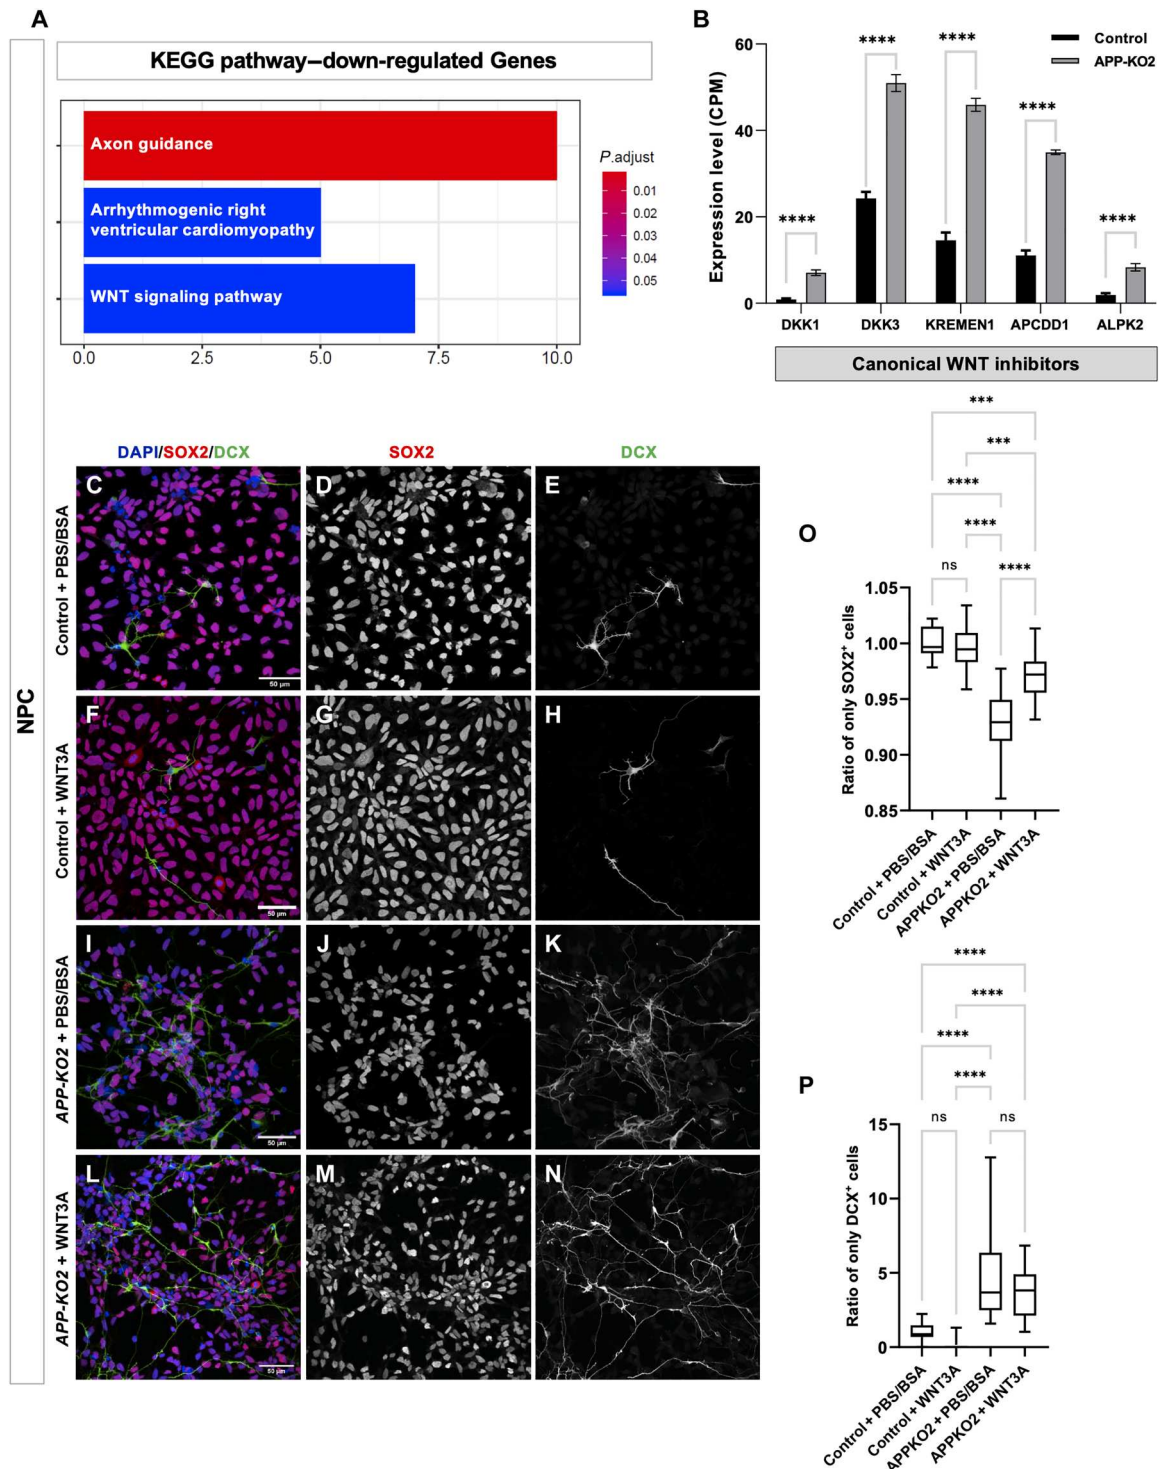 A
KEGG pathway–down-regulated Genes
Axon guidance
Arrhythmogenic right
ventricular cardiomyopathy
WNT signaling pathway
0.0 2.5 5.0 7.5 10.0
P.adjust
0.01
0.02
0.03
0.04
0.05
B
Control
APP-KO2
Expression level (CPM)
60
40
20
0
**** **** **** **** ****
DKK1 DKK3 KREMEN1 APCDD1 ALPK2
Canonical WNT inhibitors
NPC
DAPI/SOX2/DCX SOX2 DCX
Control + PBS/BSA
C D E
50 µm
Control + WNT3A
F G H
50 µm
APP-KO2 + PBS/BSA
I J K
50 µm
APP-KO2 + WNT3A
L M N
50 µm
O
***
***
****
****
ns ****
Ratio of only SOX2+ cells
1.05
1.00
0.95
0.90
0.85
Control + PBS/BSA
Control + WNT3A
APPKO2 + PBS/BSA
APPKO2 + WNT3A
P
****
****
****
****
ns ns
Ratio of only DCX+ cells
15
10
5
0
Control + PBS/BSA
Control + WNT3A
APPKO2 + PBS/BSA
APPKO2 + WNT3A